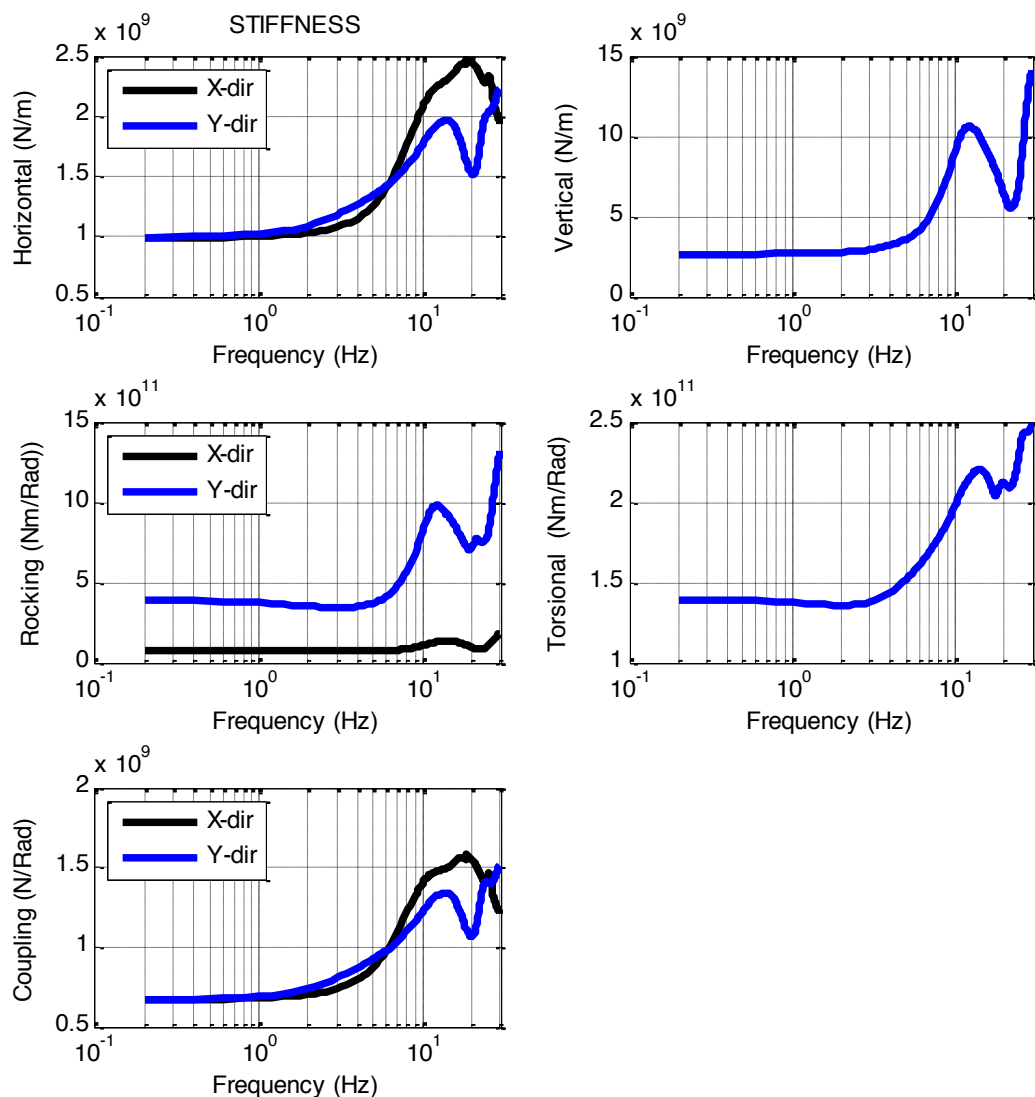 STIFFNESS
x 10^9
2.5
2
1.5
1
0.5
Horizontal (N/m)
X-dir
Y-dir
10^-1
10^0
10^1
Frequency (Hz)
x 10^9
15
10
5
0
Vertical (N/m)
10^-1
10^0
10^1
Frequency (Hz)
x 10^11
15
10
5
0
Rocking (Nm/Rad))
X-dir
Y-dir
10^-1
10^0
10^1
Frequency (Hz)
x 10^11
2.5
2
1.5
1
Torsional (Nm/Rad)
10^-1
10^0
10^1
Frequency (Hz)
x 10^9
2
1.5
1
0.5
Coupling (N/Rad)
X-dir
Y-dir
10^-1
10^0
10^1
Frequency (Hz)